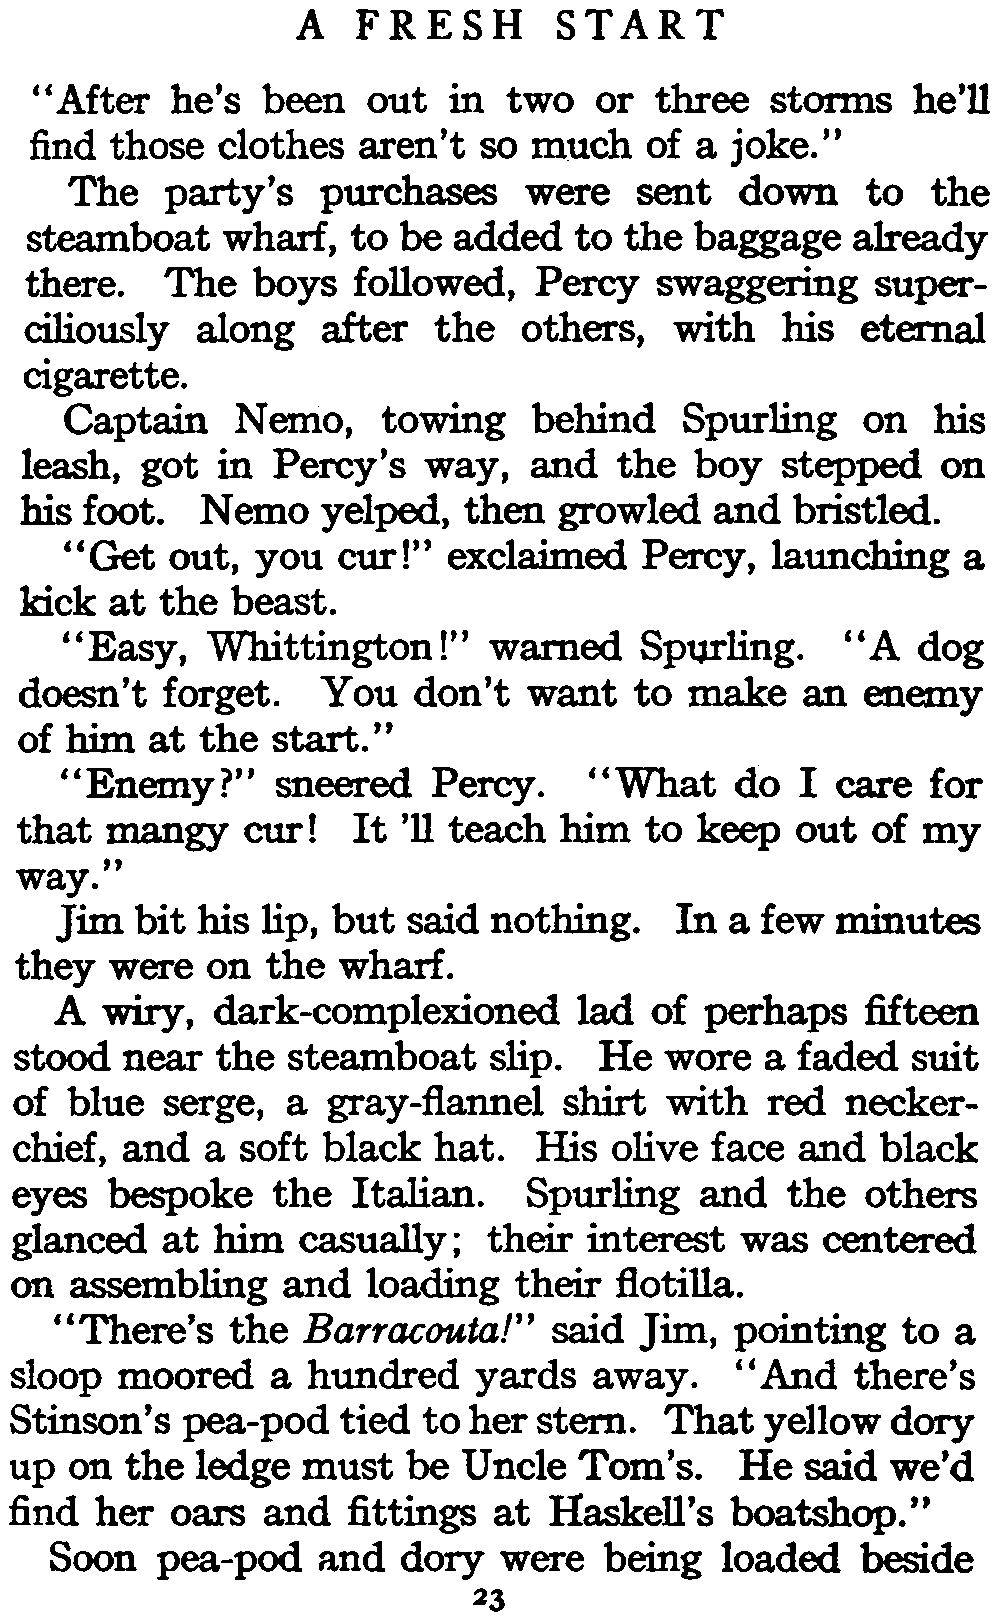 A FRESH START
"After he's been out in two or three storms he'll
find those clothes aren't so much of a joke."
The party's purchases were sent down to the
steamboat wharf, to be added to the baggage already
there. The boys followed, Percy swaggering super-
ciliously along after the others, with his eternal
cigarette.
Captain Nemo, towing behind Spurling on his
leash, got in Percy's way, and the boy stepped on
his foot. Nemo yelped, then growled and bristled.
"Get out, you cur!" exclaimed Percy, launching a
kick at the beast.
"Easy, Whittington!" warned Spurling. "A dog
doesn't forget. You don't want to make an enemy
of him at the start."
"Enemy?" sneered Percy. "What do I care for
that mangy cur! It 'll teach him to keep out of my
way."
Jim bit his lip, but said nothing. In a few minutes
they were on the wharf.
A wiry, dark-complexioned lad of perhaps fifteen
stood near the steamboat slip. He wore a faded suit
of blue serge, a gray-flannel shirt with red necker-
chief, and a soft black hat. His olive face and black
eyes bespoke the Italian. Spurling and the others
glanced at him casually; their interest was centered
on assembling and loading their flotilla.
"There's the Barracouta!" said Jim, pointing to a
sloop moored a hundred yards away. "And there's
Stinson's pea-pod tied to her stern. That yellow dory
up on the ledge must be Uncle Tom's. He said we'd
find her oars and fittings at Haskell's boatshop."
Soon pea-pod and dory were being loaded beside
23